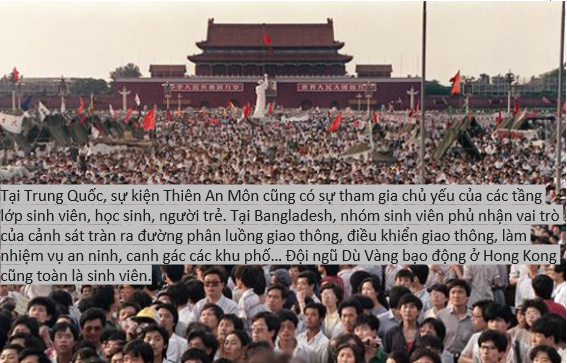 Tại Trung Quốc, sự kiện Thiên An Môn cũng có sự tham gia chủ yếu của các tầng
lớp sinh viên, học sinh, người trẻ. Tại Bangladesh, nhóm sinh viên phủ nhận vai trò
của cảnh sát tràn ra đường phân luồng giao thông, điều khiển giao thông, làm
nhiệm vụ an ninh, canh gác các khu phố... Đội ngũ Dù Vàng bạo động ở Hong Kong
cũng toàn là sinh viên.